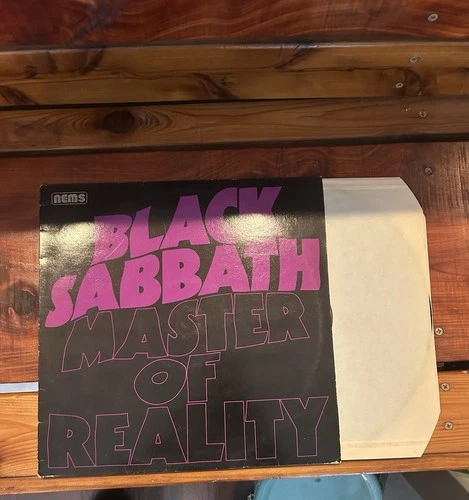 nems
BLACK
SABBATH
MASTER
OF
REALITY